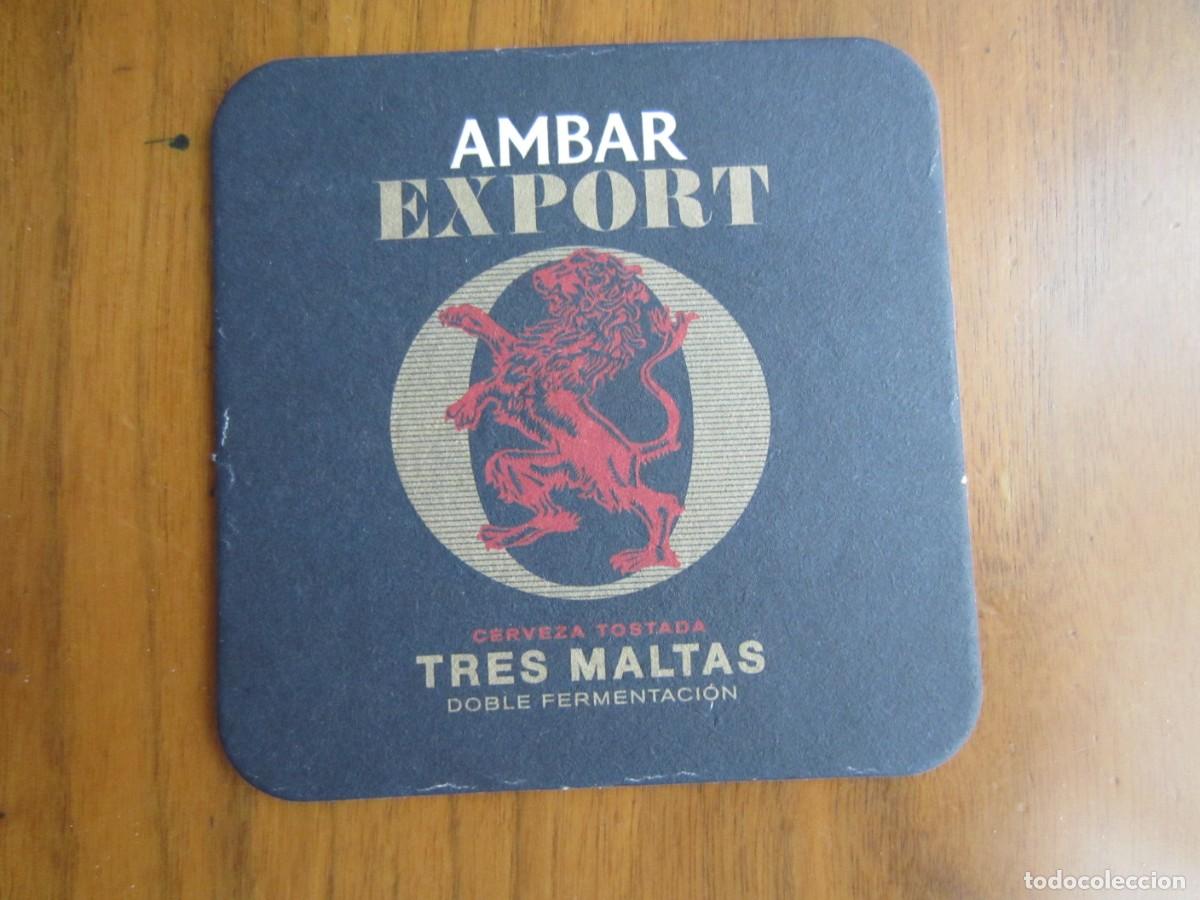 AMBAR
EXPORT
CERVEZA TOSTADA
TRES MALTAS
DOBLE FERMENTACIÓN
todocoleccion